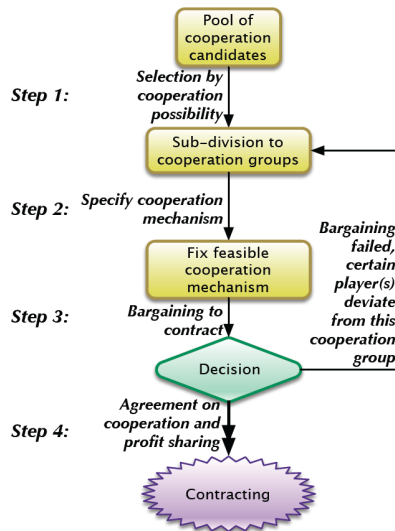 Pool of
cooperation
candidates
Step 1:
Selection by
cooperation
possibility
Sub-division to
cooperation groups
Step 2:
Specify cooperation
mechanism
Fix feasible
cooperation
mechanism
Bargaining
failed,
certain
player(s)
deviate
from this
cooperation
group
Step 3:
Bargaining to
contract
Decision
Step 4:
Agreement on
cooperation and
profit sharing
Contracting